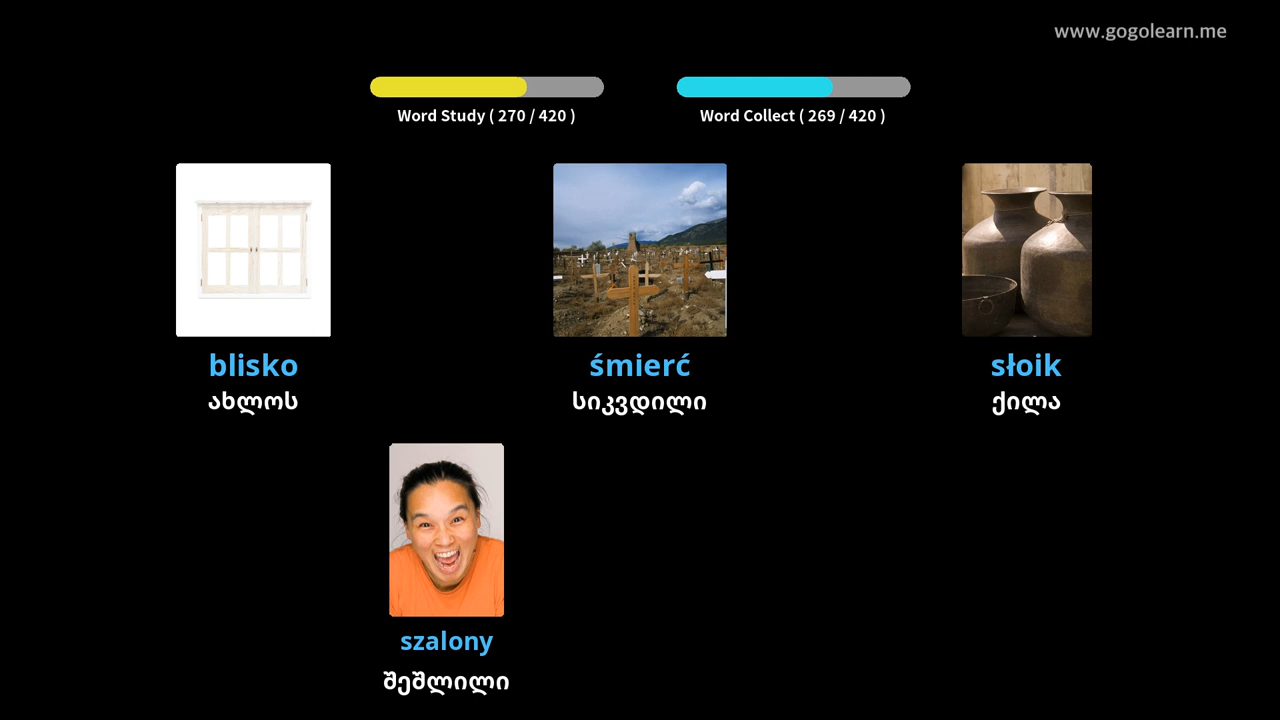 www.gogolearn.me
Word Study ( 270 / 420 )
Word Collect ( 269 / 420 )
blisko
ახლოს
śmierć
სიკვდილი
słoik
ქილა
szalony
შეშლილი